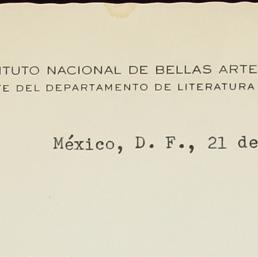 ITUTO NACIONAL DE BELLAS ARTE
E DEL DEPARTAMENTO DE LITERATURA
México, D. F., 21 de